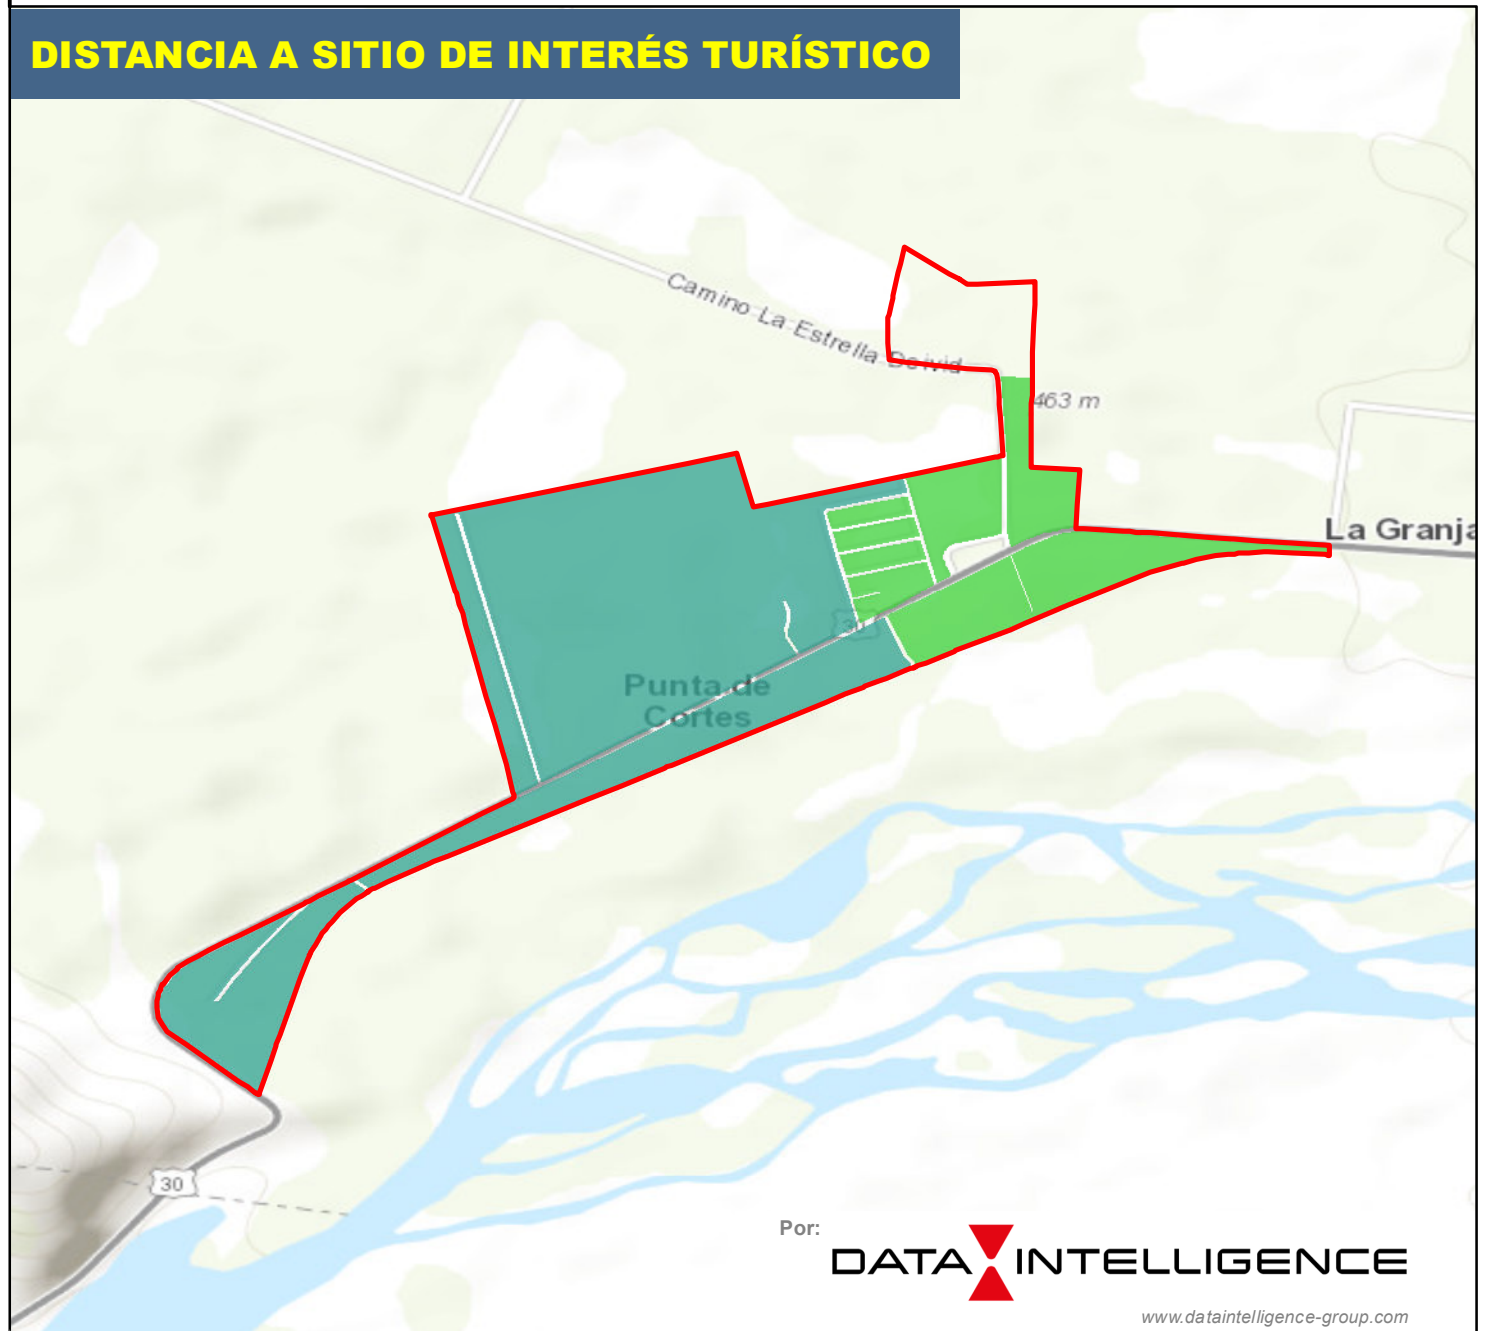 DISTANCIA A SITIO DE INTERÉS TURÍSTICO
Camino La Estrella Deivid
463 m
La Granja
30
Punta de
Cortes
30
Por:
DATA INTELLIGENCE
www.dataintelligence-group.com